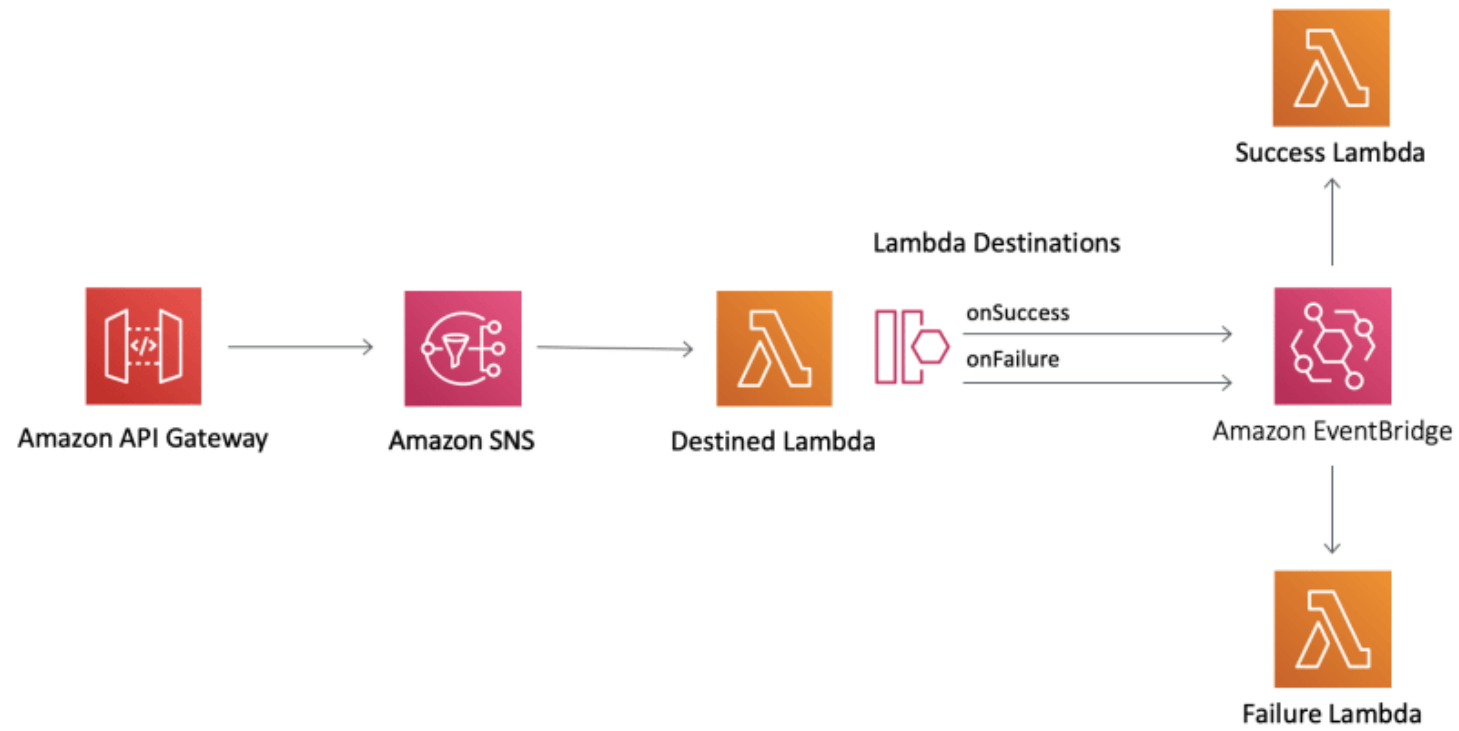 Success Lambda
Lambda Destinations
onSuccess
onFailure
</>
Amazon API Gateway
Amazon SNS
Destined Lambda
Amazon EventBridge
Failure Lambda